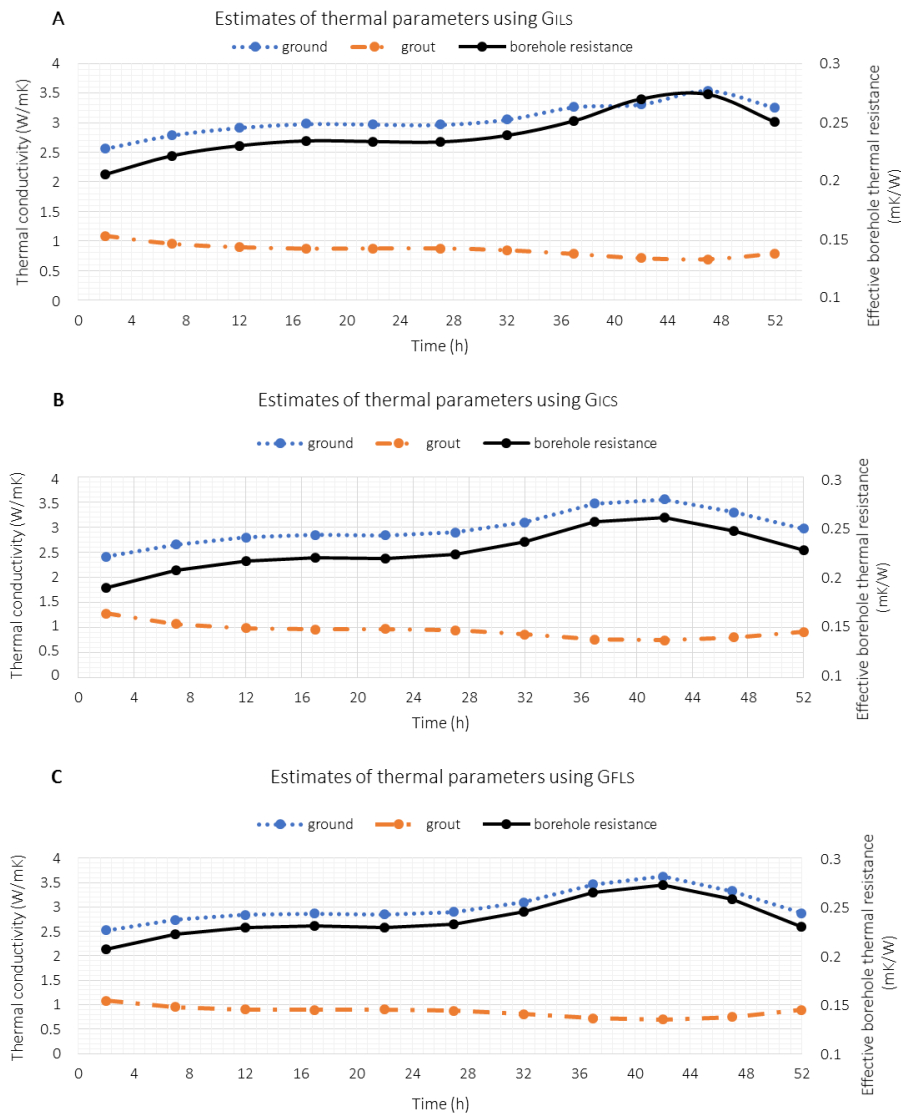 A
Estimates of thermal parameters using GILS
ground grout borehole resistance
Thermal conductivity (W/mK)
4
3.5
3
2.5
2
1.5
1
0.5
0
0.3
0.25
0.2
0.15
0.1
Effective borehole thermal resistance
(mK/W)
0 4 8 12 16 20 24 28 32 36 40 44 48 52
Time (h)
B
Estimates of thermal parameters using GICS
ground grout borehole resistance
Thermal conductivity (W/mK)
4
3.5
3
2.5
2
1.5
1
0.5
0
0.3
0.25
0.2
0.15
0.1
Effective borehole thermal resistance
(mK/W)
0 4 8 12 16 22 24 28 32 36 40 44 48 52
Time (h)
C
Estimates of thermal parameters using GFLS
ground grout borehole resistance
Thermal conductivity (W/mK)
4
3.5
3
2.5
2
1.5
1
0.5
0
0.3
0.25
0.2
0.15
0.1
Effective borehole thermal resistance
(mK/W)
0 4 8 12 16 22 24 28 32 36 40 44 48 52
Time (h)